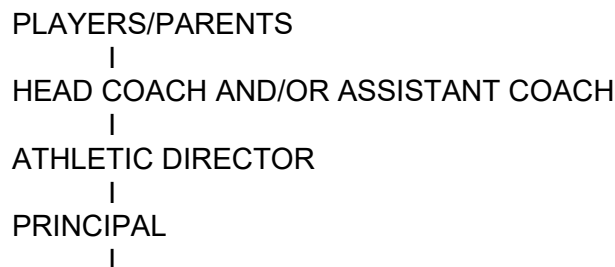 PLAYERS/PARENTS
I
HEAD COACH AND/OR ASSISTANT COACH
I
ATHLETIC DIRECTOR
I
PRINCIPAL
I